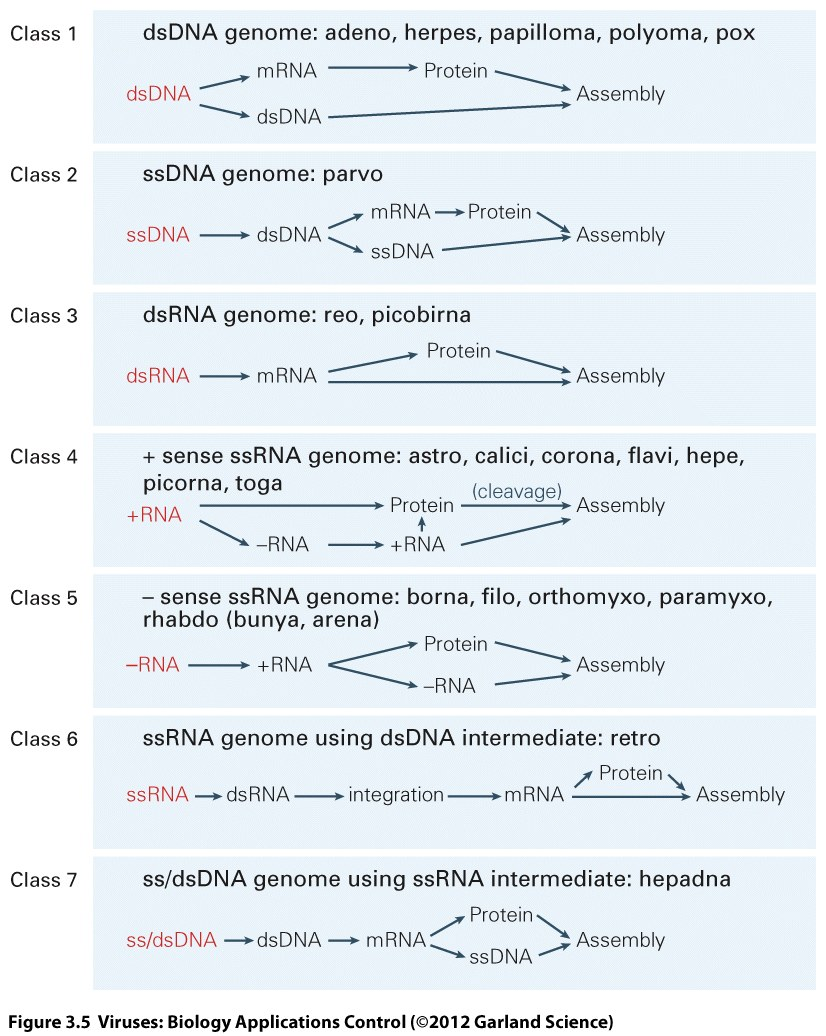 Class 1
dsDNA genome: adeno, herpes, papilloma, polyoma, pox
mRNA
Protein
dsDNA
Assembly
dsDNA
Class 2
ssDNA genome: parvo
mRNA
Protein
ssDNA
dsDNA
Assembly
ssDNA
Class 3
dsRNA genome: reo, picobirna
Protein
dsRNA
mRNA
Assembly
Class 4
+ sense ssRNA genome: astro, calici, corona, flavi, hepe,
picorna, toga
(cleavage)
Protein
Assembly
+RNA
–RNA
+RNA
Class 5
– sense ssRNA genome: borna, filo, orthomyxo, paramyxo,
rhabdo (bunya, arena)
Protein
–RNA
+RNA
Assembly
–RNA
Class 6
ssRNA genome using dsDNA intermediate: retro
Protein
ssRNA
dsRNA
integration
mRNA
Assembly
Class 7
ss/dsDNA genome using ssRNA intermediate: hepadna
Protein
ss/dsDNA
dsDNA
mRNA
Assembly
ssDNA
Figure 3.5 Viruses: Biology Applications Control (©2012 Garland Science)